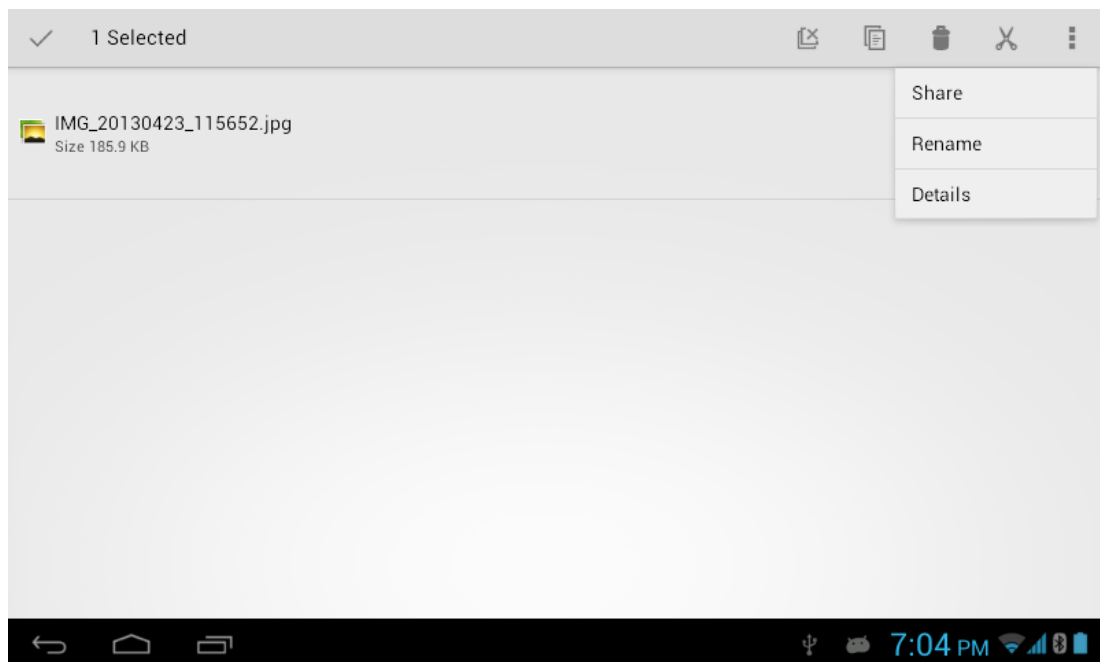 1 Selected
IMG_20130423_115652.jpg
Size 185.9 KB
Share
Rename
Details
7:04 PM